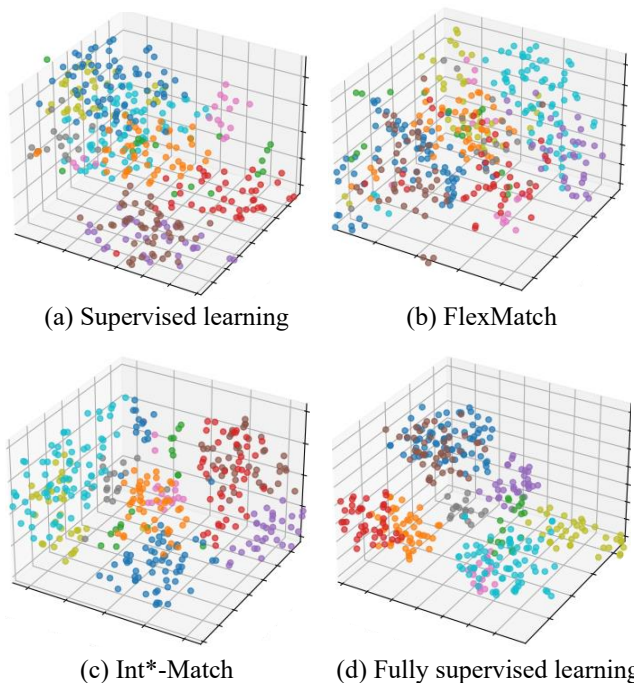 (a) Supervised learning
(b) FlexMatch
(c) Int*-Match
(d) Fully supervised learning